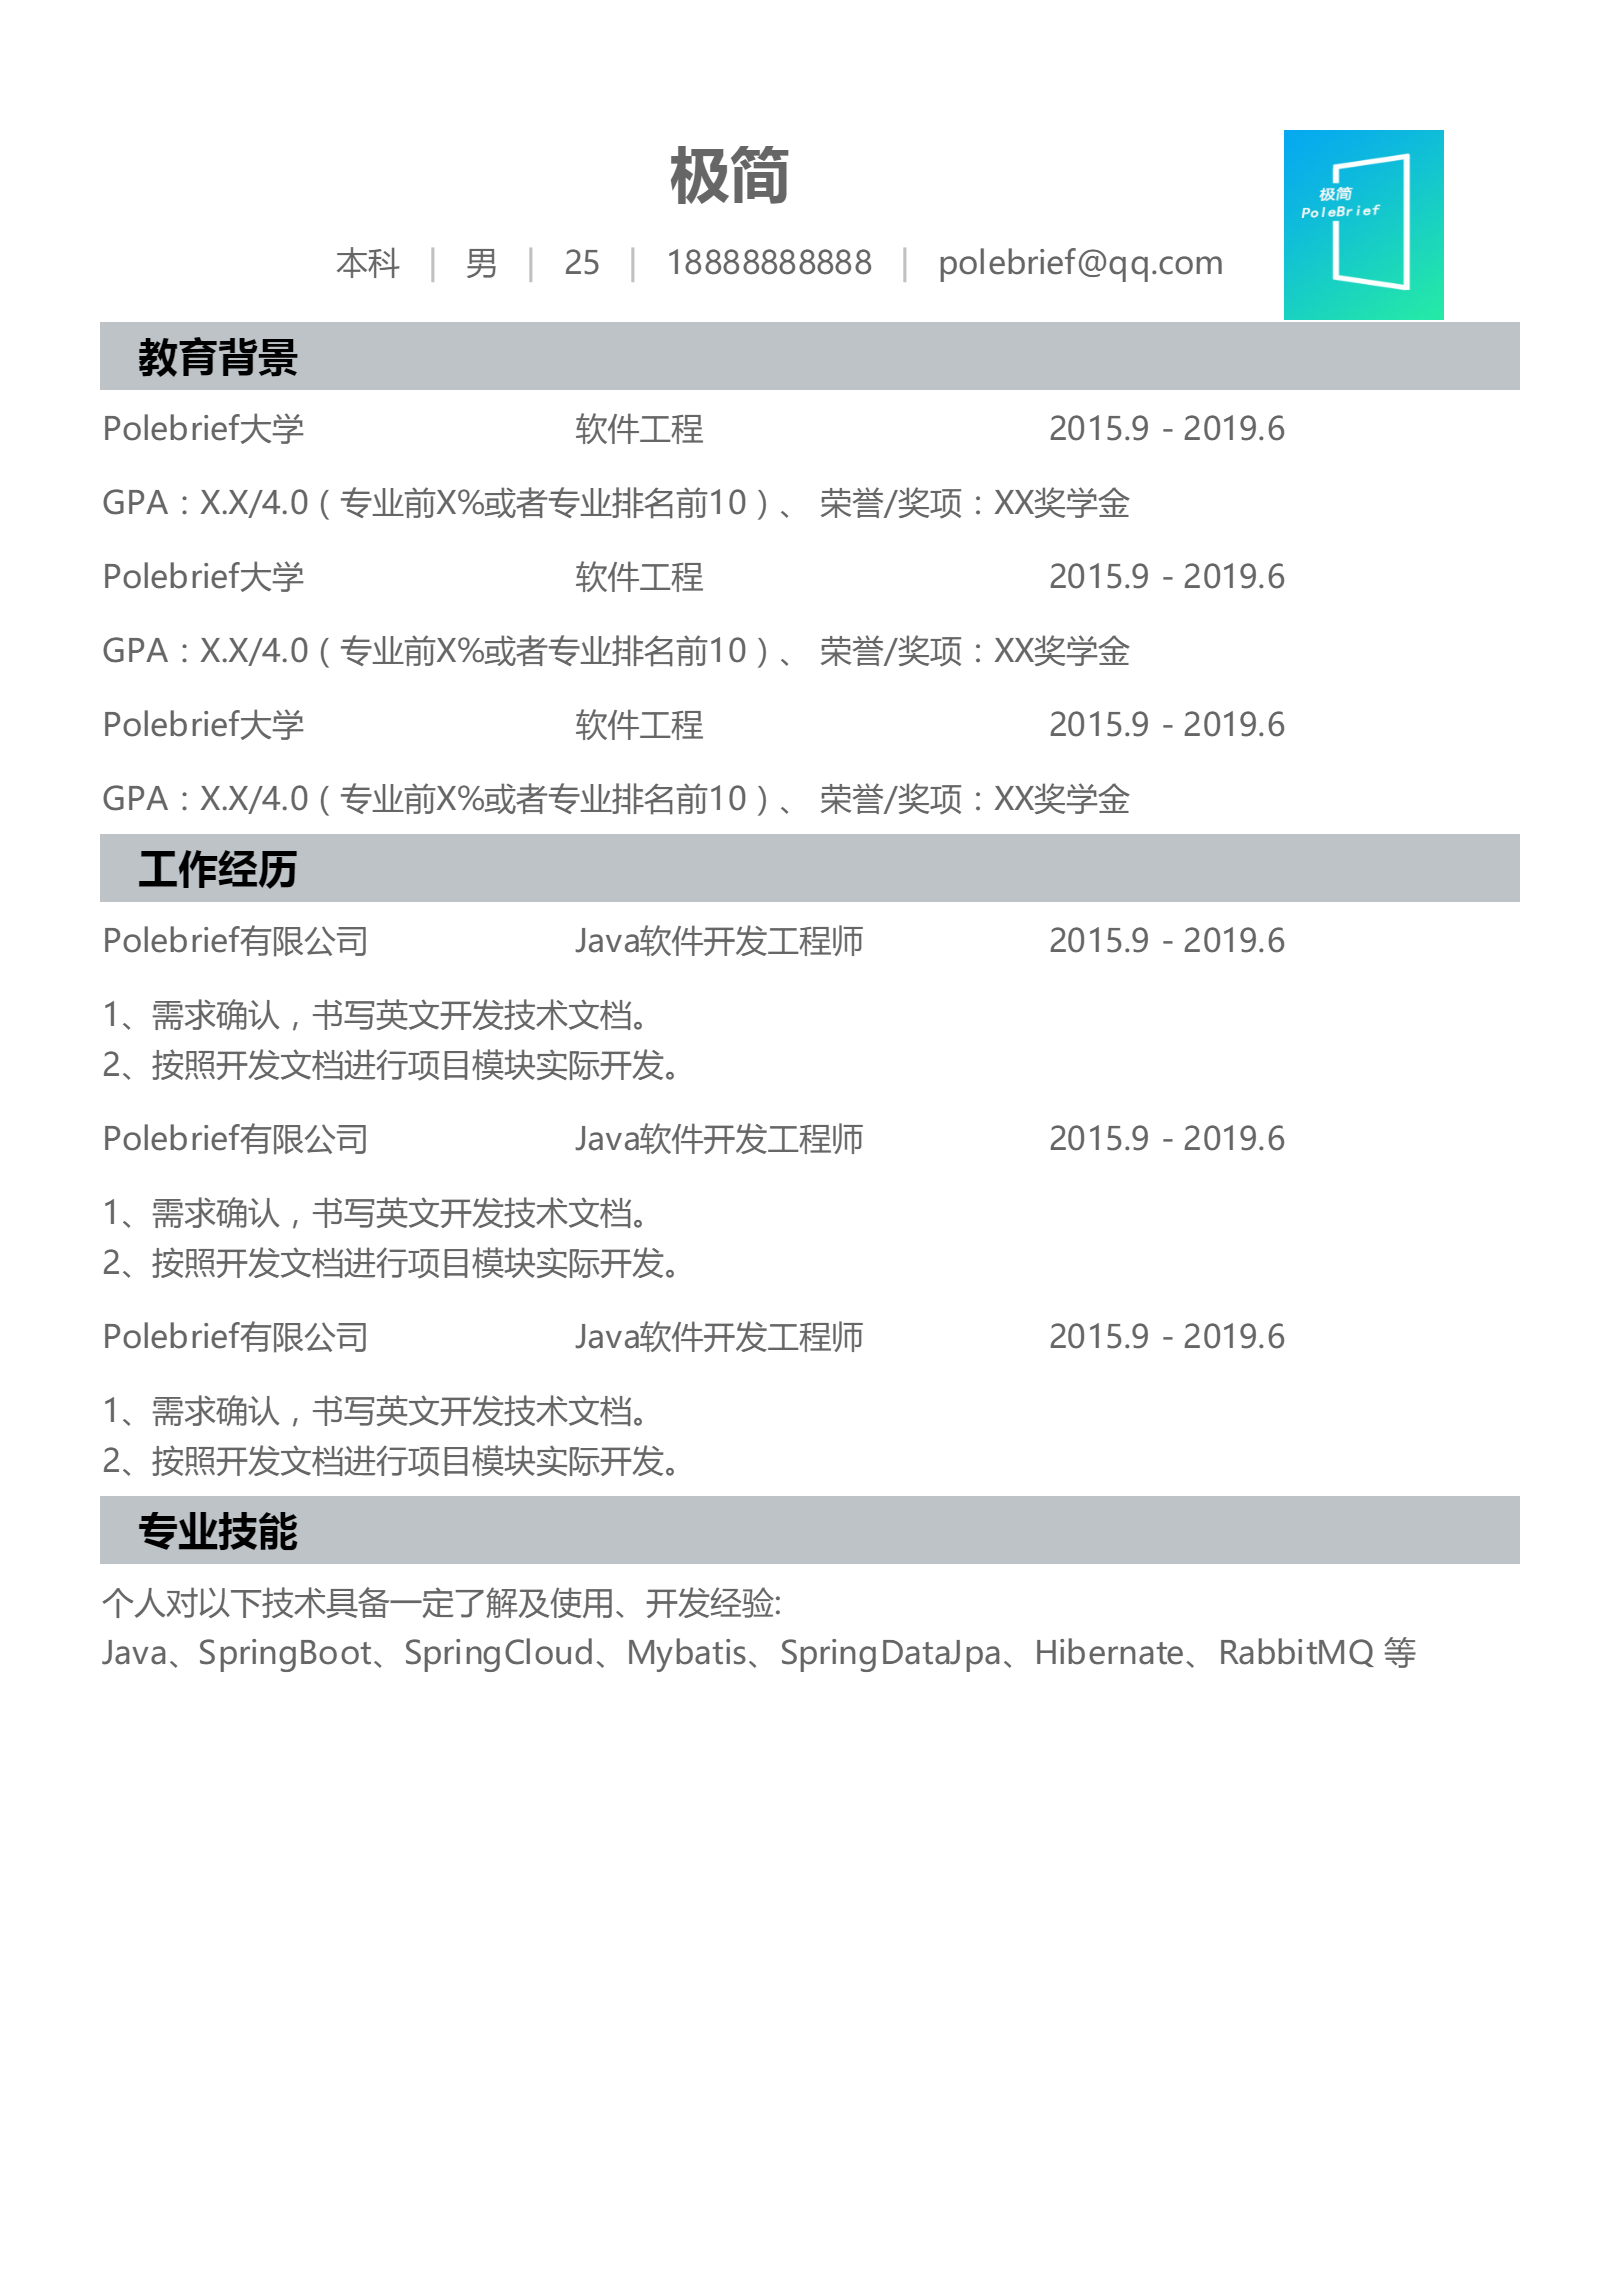 极简
极简
PoleBrief
本科 | 男 | 25 | 18888888888 | polebrief@qq.com
教育背景
Polebrief大学 软件工程 2015.9 - 2019.6
GPA：X.X/4.0（专业前X%或者专业排名前10）、 荣誉/奖项：XX奖学金
Polebrief大学 软件工程 2015.9 - 2019.6
GPA：X.X/4.0（专业前X%或者专业排名前10）、 荣誉/奖项：XX奖学金
Polebrief大学 软件工程 2015.9 - 2019.6
GPA：X.X/4.0（专业前X%或者专业排名前10）、 荣誉/奖项：XX奖学金
工作经历
Polebrief有限公司 Java软件开发工程师 2015.9 - 2019.6
1、需求确认，书写英文开发技术文档。
2、按照开发文档进行项目模块实际开发。
Polebrief有限公司 Java软件开发工程师 2015.9 - 2019.6
1、需求确认，书写英文开发技术文档。
2、按照开发文档进行项目模块实际开发。
Polebrief有限公司 Java软件开发工程师 2015.9 - 2019.6
1、需求确认，书写英文开发技术文档。
2、按照开发文档进行项目模块实际开发。
专业技能
个人对以下技术具备一定了解及使用、开发经验:
Java、SpringBoot、SpringCloud、Mybatis、SpringDataJpa、Hibernate、RabbitMQ 等